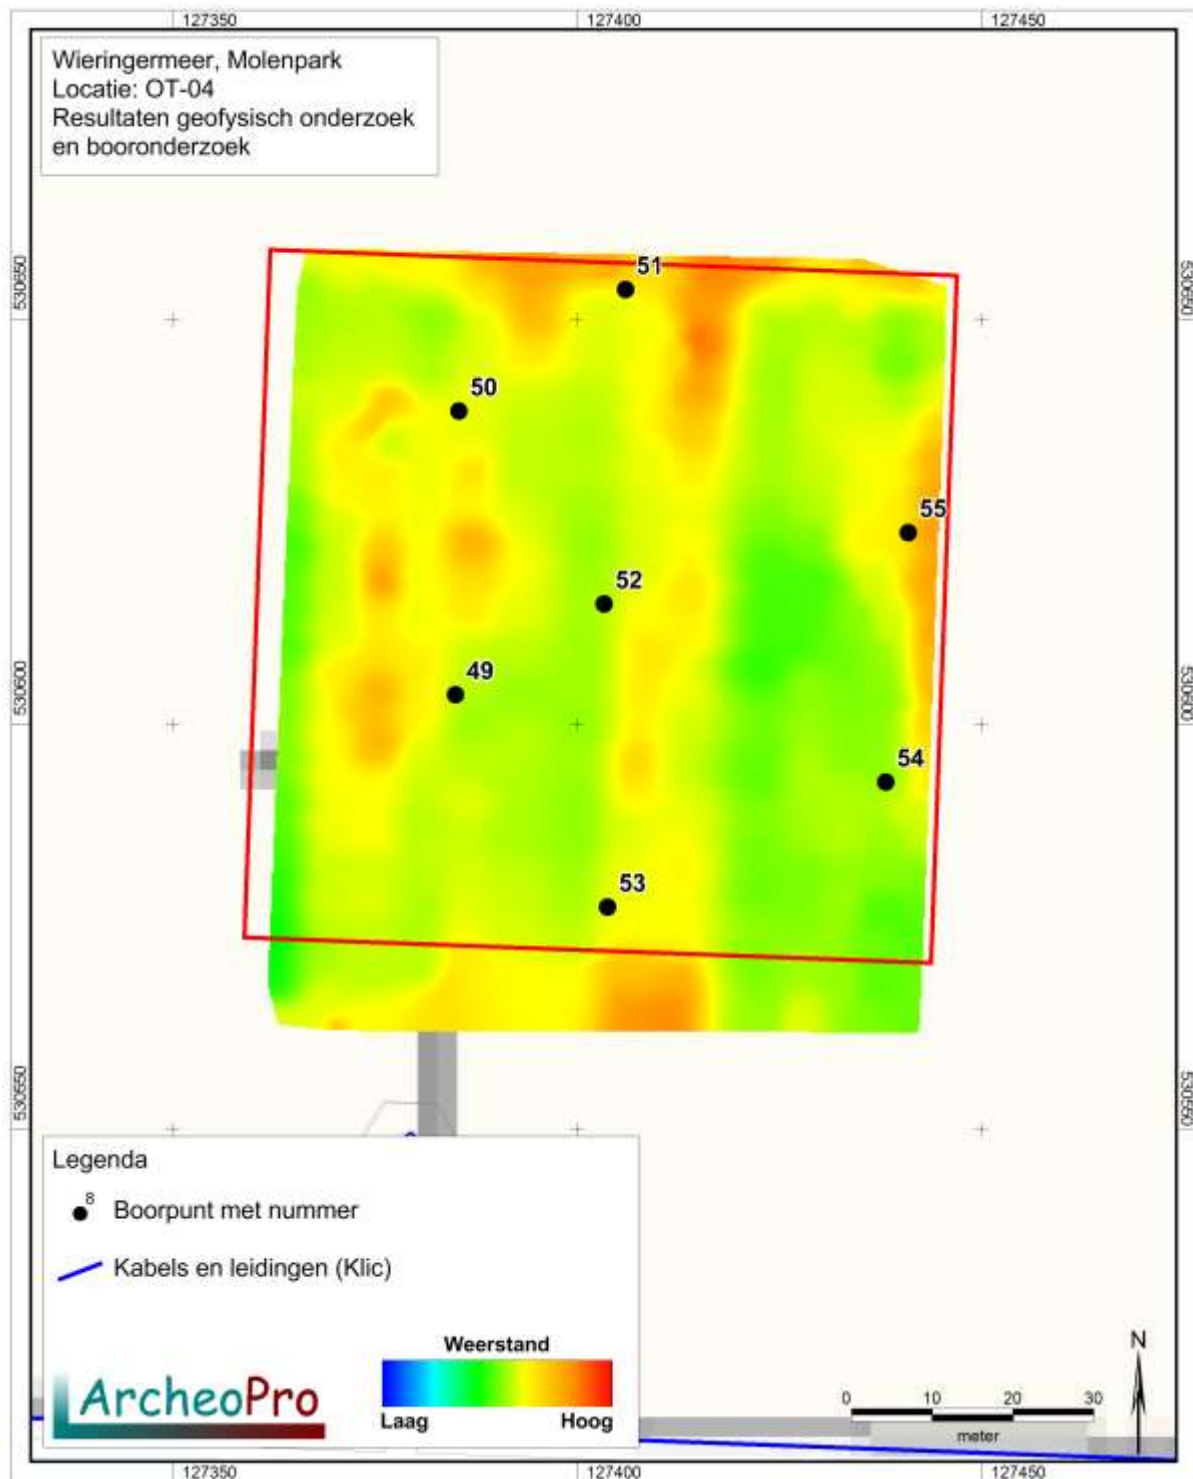 127350 127400 127450
Wieringermeer, Molenpark
Locatie: OT-04
Resultaten geofysisch onderzoek
en booronderzoek
530650
530650
51
50
55
52
49
530600
530600
54
53
530550
530550
Legenda
8
Boorpunt met nummer
Kabels en leidingen (Klic)
Weerstand
Laag Hoog
ArcheoPro
N
0 10 20 30
meter
127350 127400 127450